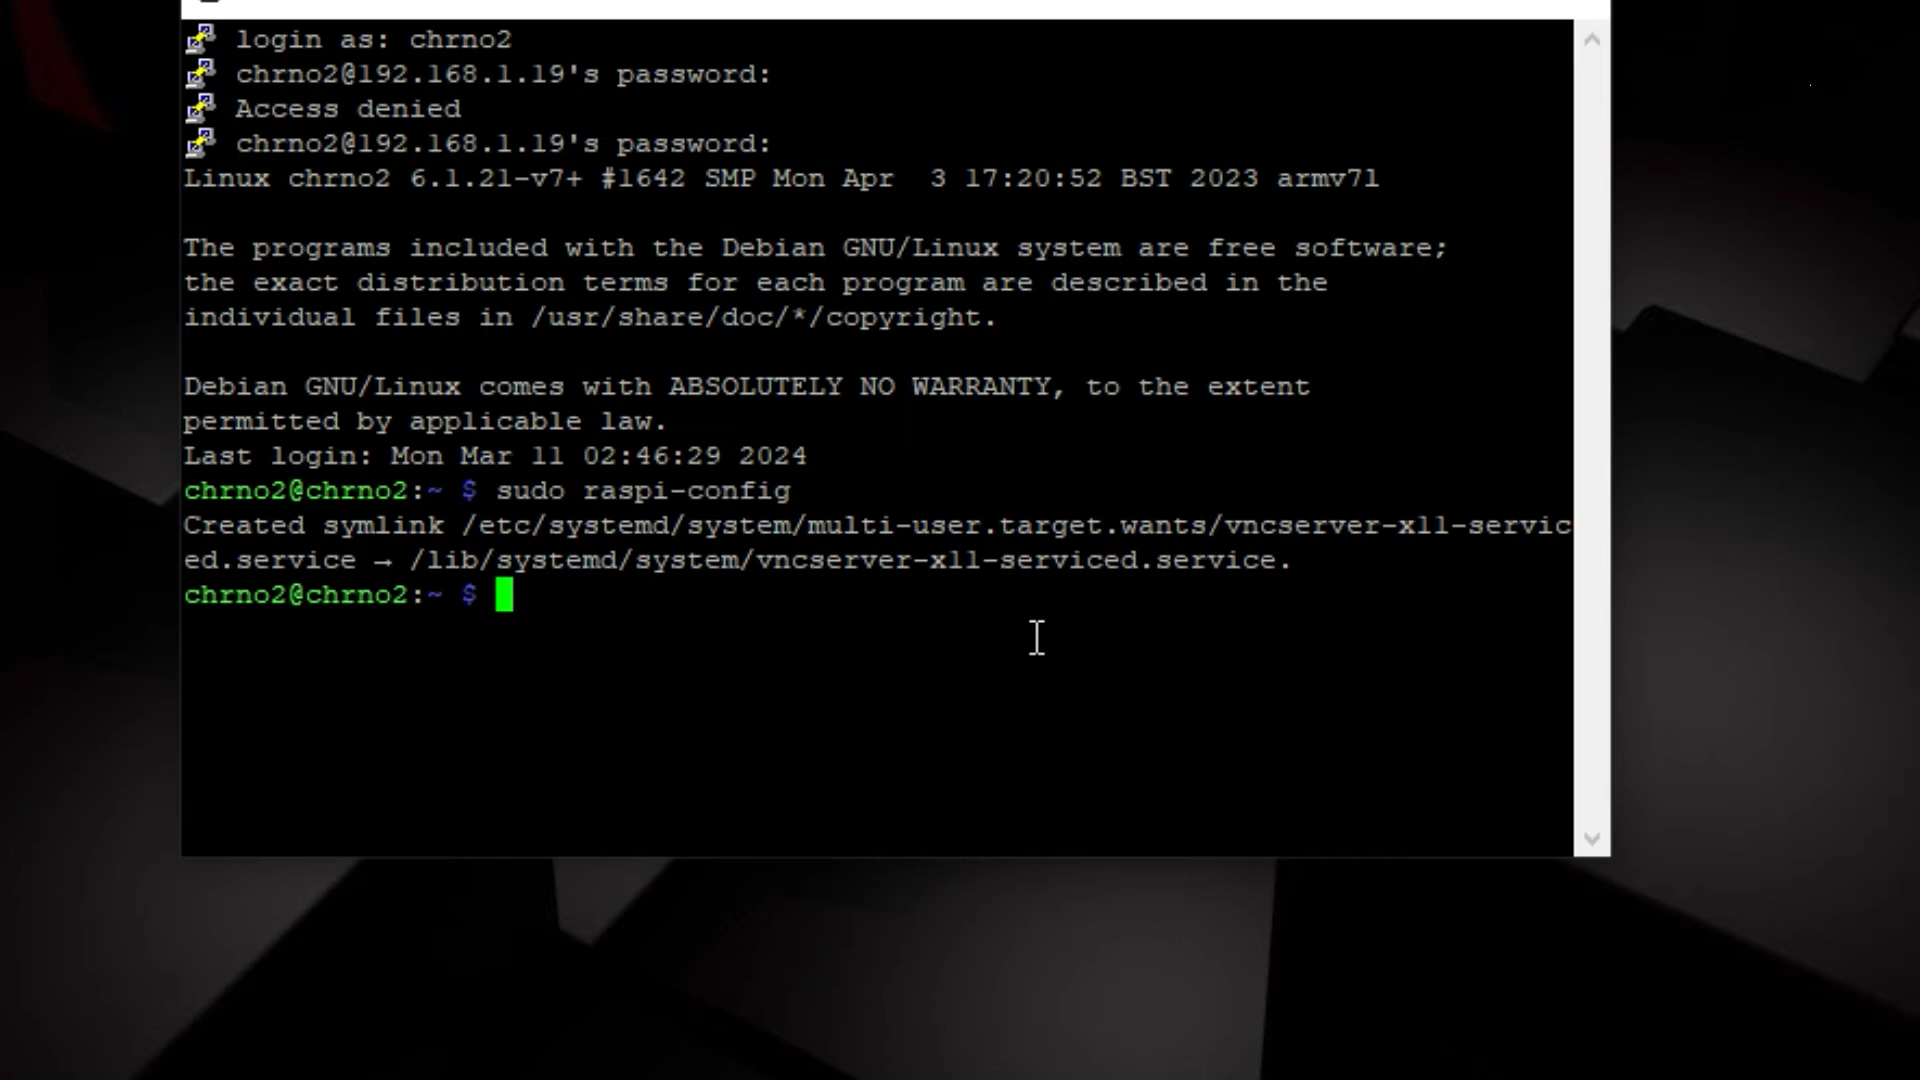 login as: chrno2
chrno2@192.168.1.19's password:
Access denied
chrno2@192.168.1.19's password:
Linux chrno2 6.1.21-v7+ #1642 SMP Mon Apr  3 17:20:52 BST 2023 armv7l
The programs included with the Debian GNU/Linux system are free software;
the exact distribution terms for each program are described in the
individual files in /usr/share/doc/*/copyright.
Debian GNU/Linux comes with ABSOLUTELY NO WARRANTY, to the extent
permitted by applicable law.
Last login: Mon Mar 11 02:46:29 2024
chrno2@chrno2:~ $ sudo raspi-config
Created symlink /etc/systemd/system/multi-user.target.wants/vncserver-x11-servic
ed.service → /lib/systemd/system/vncserver-x11-serviced.service.
chrno2@chrno2:~ $